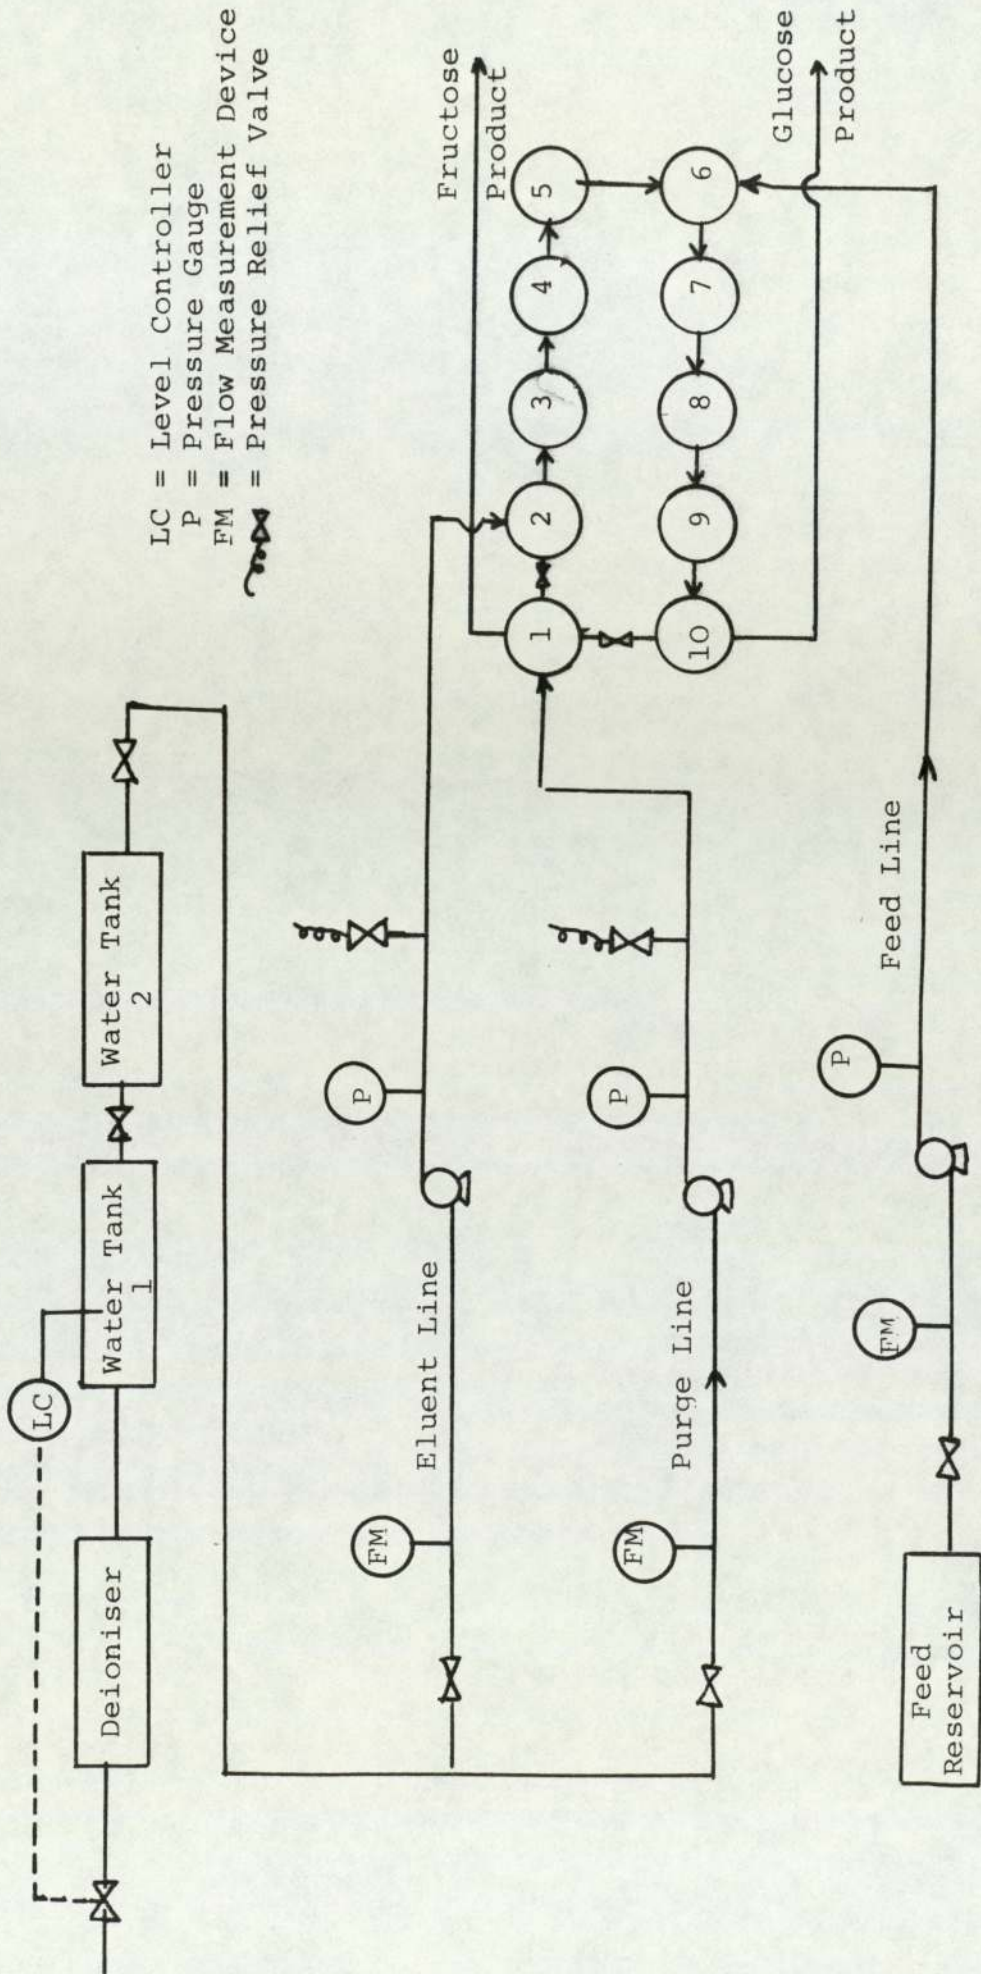 LC = Level Controller
P = Pressure Gauge
FM = Flow Measurement Device
= Pressure Relief Valve
LC
Deioniser
Water Tank
1
Water Tank
2
Fructose
Product
FM
Eluent Line
P
1
2
3
4
5
6
7
8
9
10
FM
Purge Line
P
Glucose
Product
Feed
Reservoir
FM
P
Feed Line